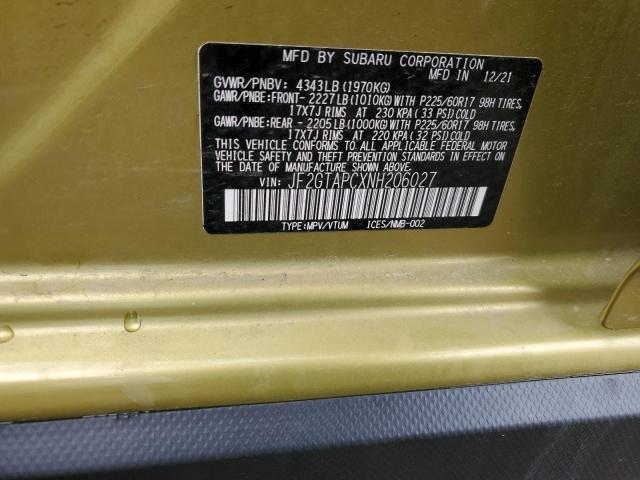 MFD BY SUBARU CORPORATION
MFD IN 12/21
GVWR/PNBV: 4343LB (1970KG)
GAWR/PNBE:FRONT- 2227LB(1010KG)WITH P225/60R17 98H TIRES,
17X7J RIMS AT 230 KPA( 33 PSI)COLD
GAWR/PNBE:REAR - 2205LB(1000KG)WITH P225/60R17 98H TIRES,
17X7J RIMS AT 220 KPA( 32 PSI)COLD
THIS VEHICLE CONFORMS TO ALL APPLICABLE FEDERAL MOTOR
VEHICLE SAFETY AND THEFT PREVENTION STANDARDS IN EFFECT ON
THE DATE OF MANUFACTURE SHOWN ABOVE.
VIN: JF2GTAPCXNH206027
TYPE:MPV/VTUM ICES/NMB-002